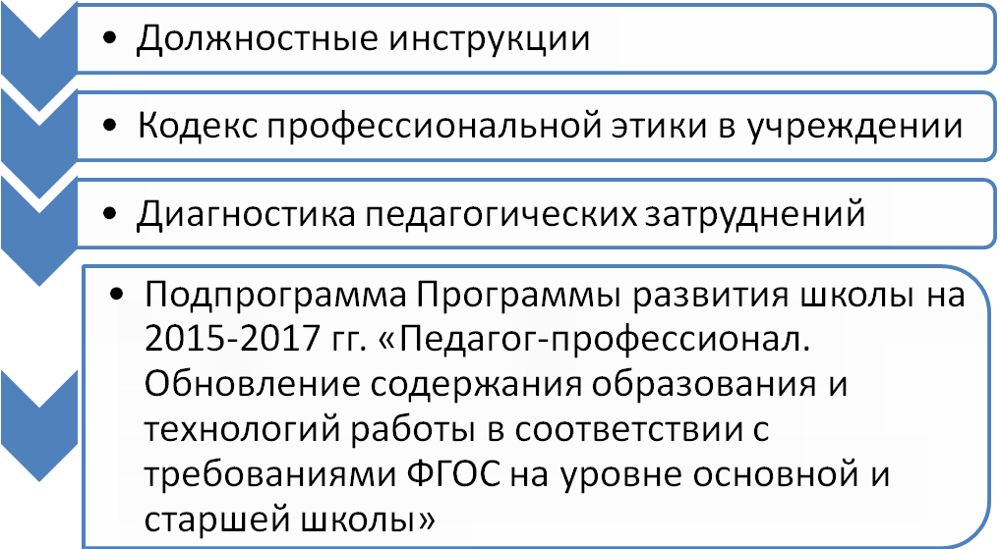 • Должностные инструкции
• Кодекс профессиональной этики в учреждении
• Диагностика педагогических затруднений
• Подпрограмма Программы развития школы на
2015-2017 гг. «Педагог-профессионал.
Обновление содержания образования и
технологий работы в соответствии с
требованиями ФГОС на уровне основной и
старшей школы»